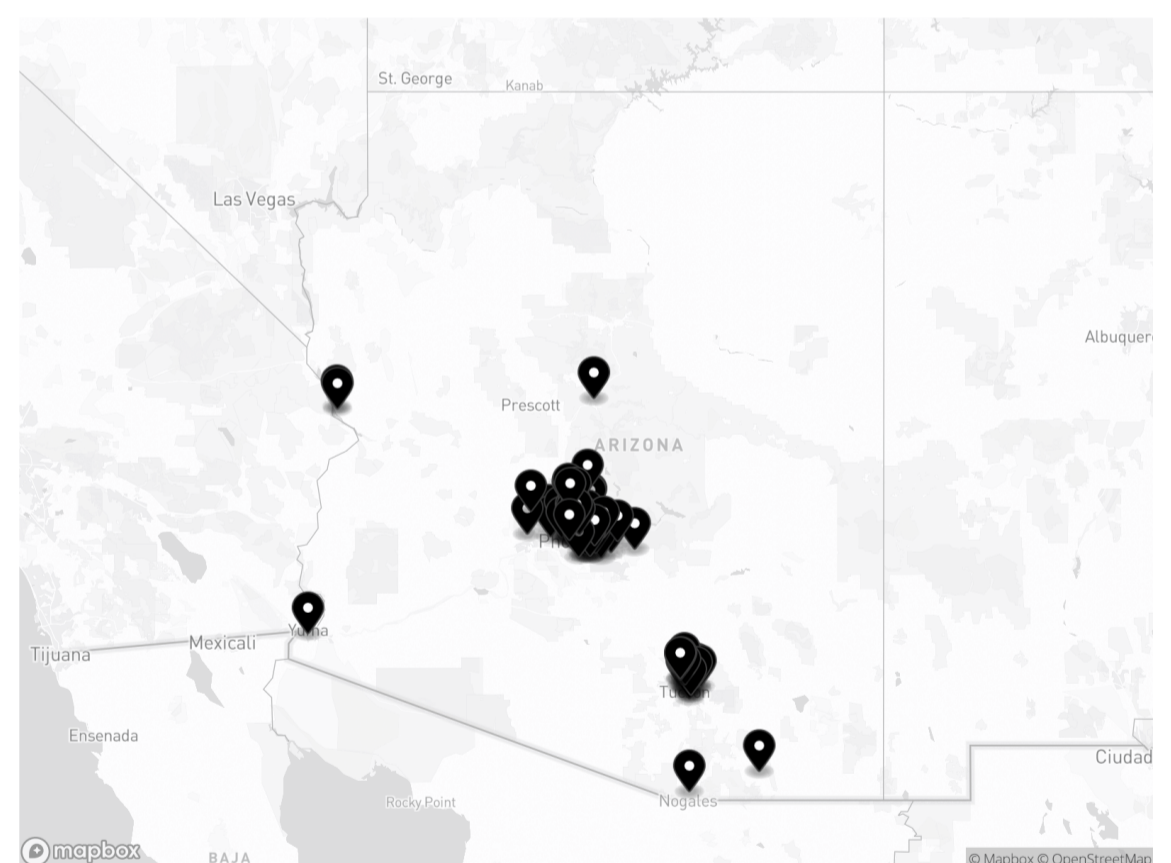 St. George
Kanab
Las Vegas
Albuquer
Prescott
ARIZONA
Yuma
Mexicali
Tijuana
Ensenada
Ciudad
Nogales
Rocky Point
BAJA
mapbox
© Mapbox © OpenStreetMap